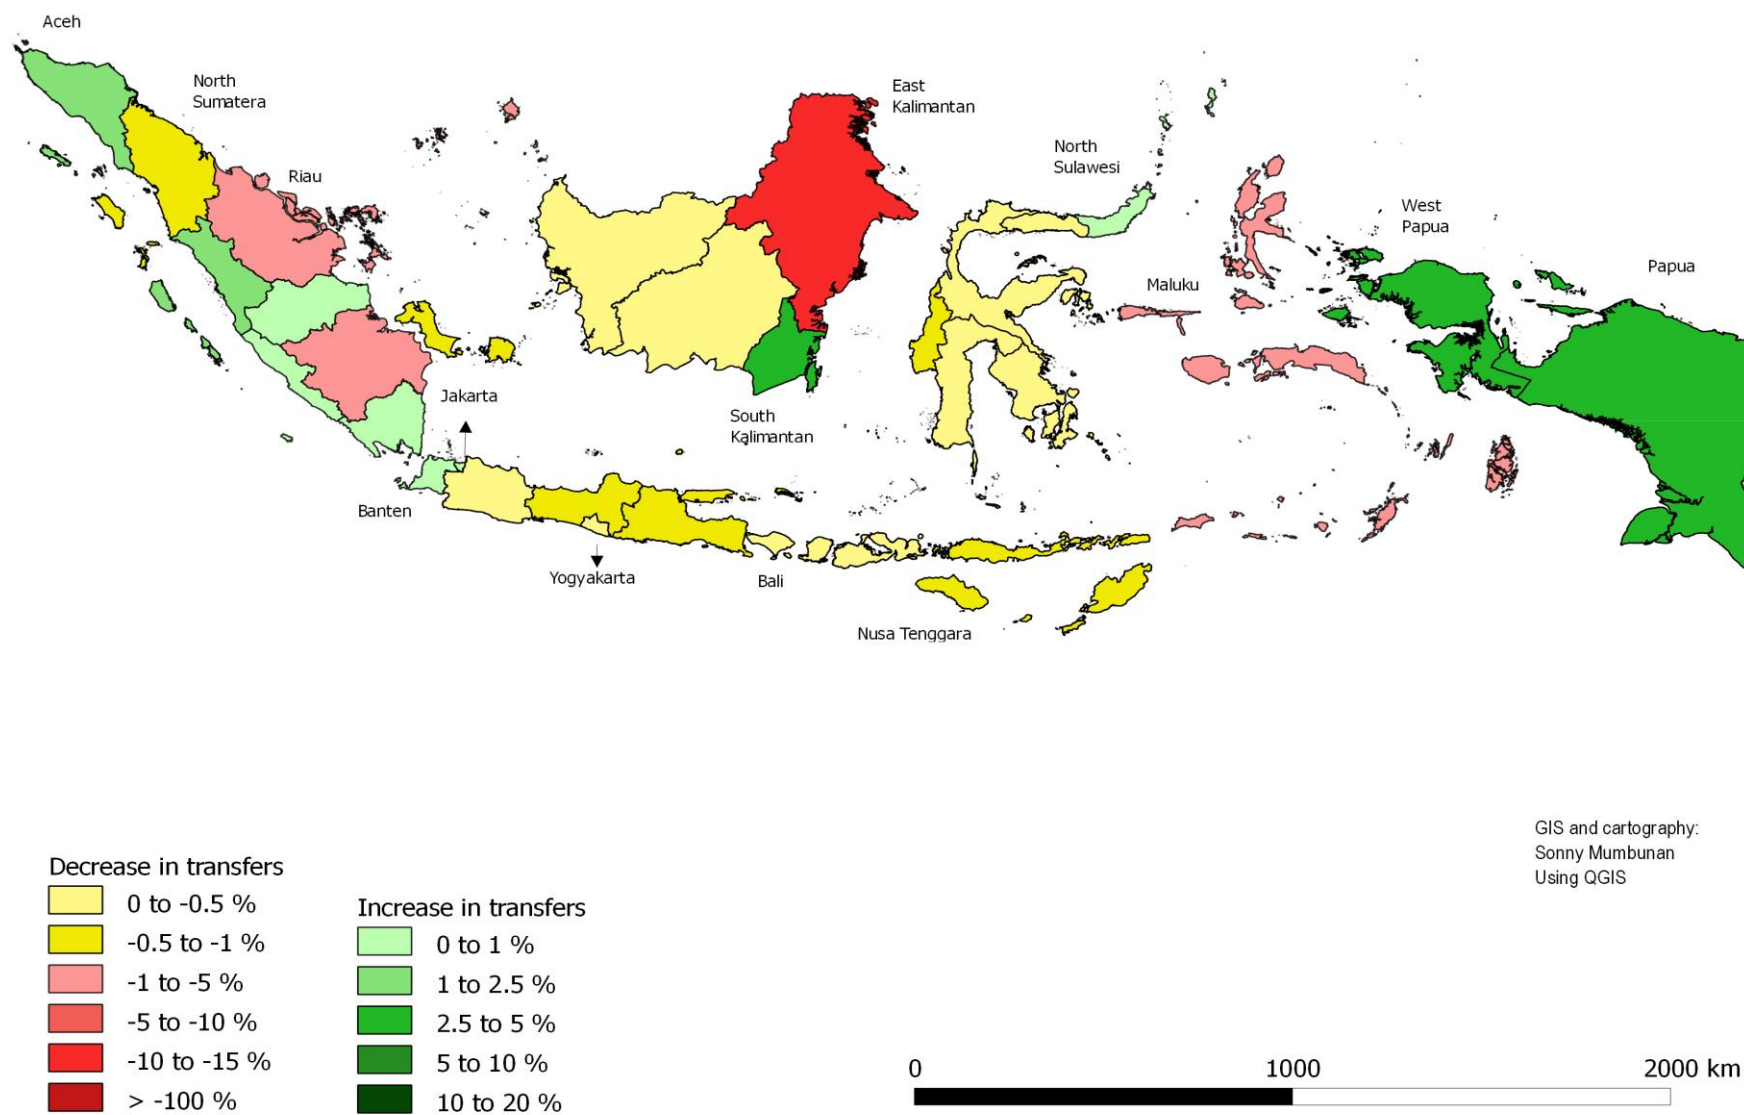 Aceh
North
Sumatera
Riau
East
Kalimantan
North
Sulawesi
West
Papua
Papua
Maluku
Jakarta
South
Kalimantan
Banten
Yogyakarta
Bali
Nusa Tenggara
GIS and cartography:
Sonny Mumbunan
Using QGIS
Decrease in transfers
0 to -0.5 %
-0.5 to -1 %
-1 to -5 %
-5 to -10 %
-10 to -15 %
> -100 %
Increase in transfers
0 to 1 %
1 to 2.5 %
2.5 to 5 %
5 to 10 %
10 to 20 %
0 1000 2000 km